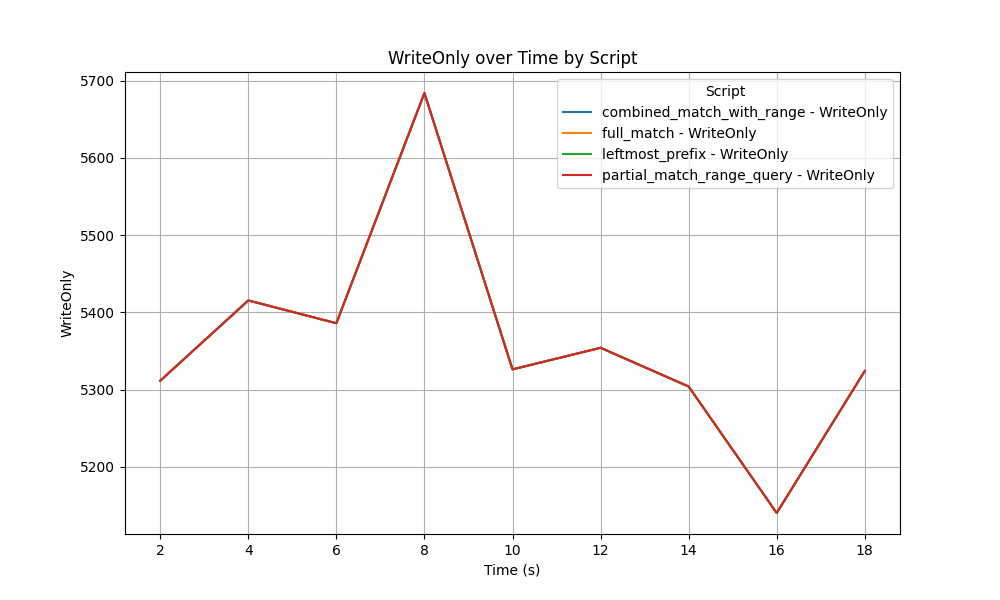 WriteOnly over Time by Script
Script
combined_match_with_range - WriteOnly
full_match - WriteOnly
leftmost_prefix - WriteOnly
partial_match_range_query - WriteOnly
WriteOnly
5700
5600
5500
5400
5300
5200
2 4 6 8 10 12 14 16 18
Time (s)